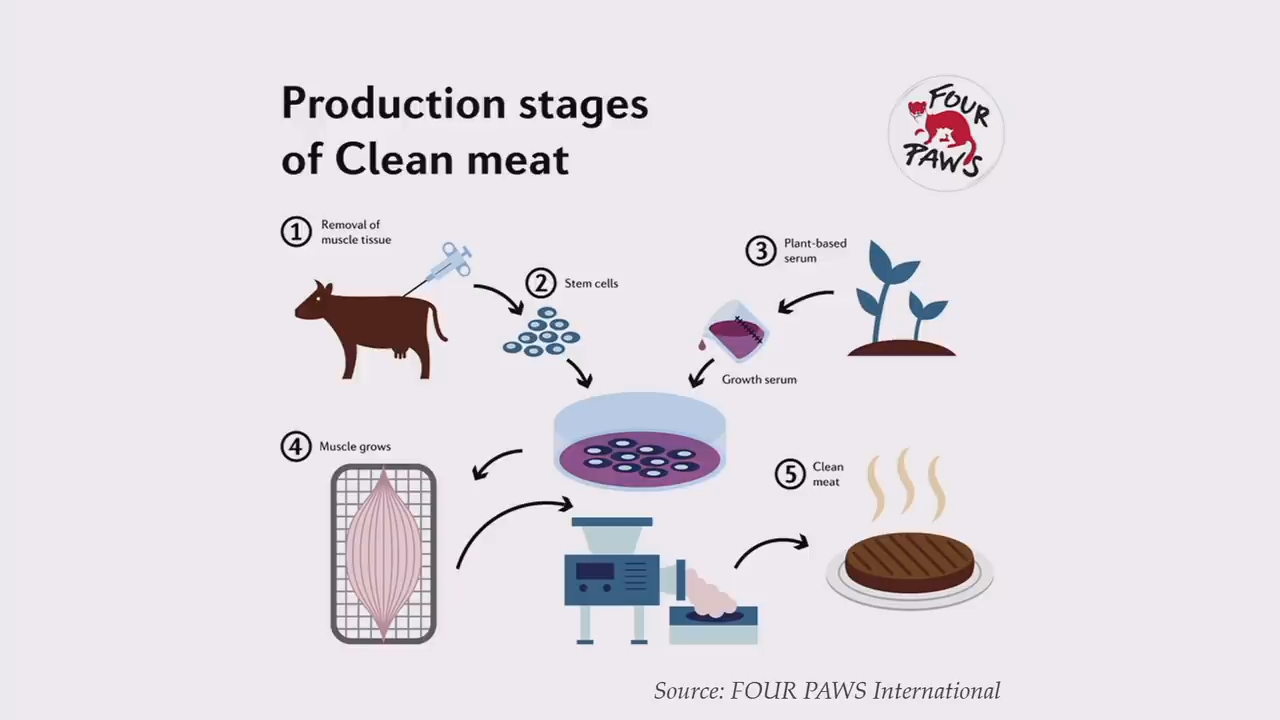 Production stages
of Clean meat
FOUR
PAWS
1
Removal of
muscle tissue
2
Stem cells
3
Plant-based
serum
Growth serum
4
Muscle grows
5
Clean
meat
Source: FOUR PAWS International